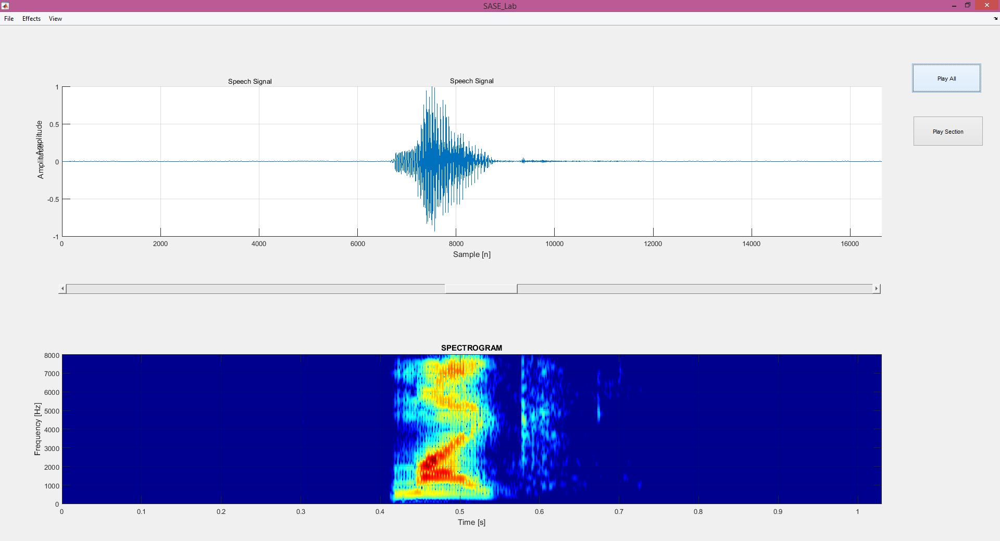 SASE_Lab
File Effects View
Speech Signal Speech Signal
Play All
Play Section
Amplitude
Amplitude
1
0.5
0
-0.5
-1
0 2000 4000 6000 8000 10000 12000 14000 16000
Sample [n]
SPECTROGRAM
Frequency [Hz]
8000
7000
6000
5000
4000
3000
2000
1000
0
0 0.1 0.2 0.3 0.4 0.5 0.6 0.7 0.8 0.9 1
Time [s]